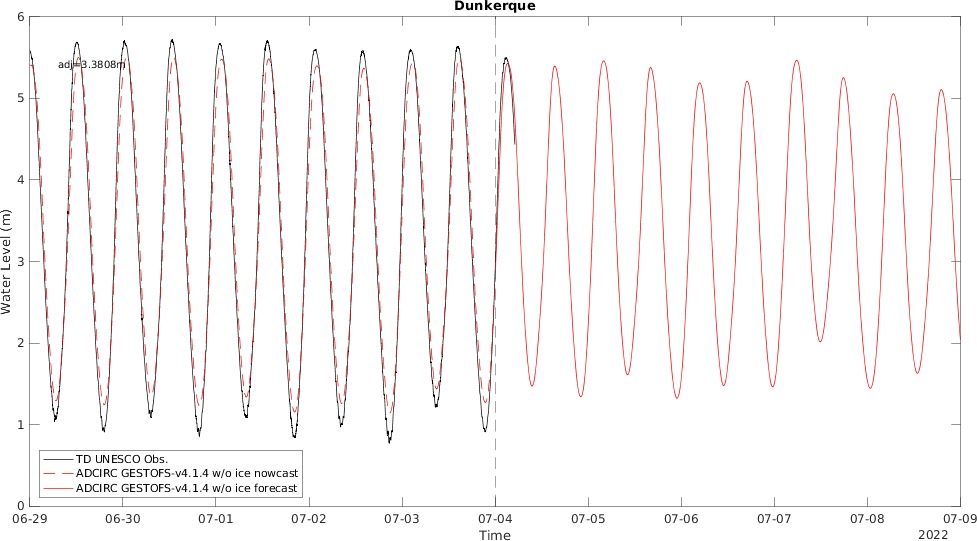 Dunkerque
6
adj=3.3808m
5
4
3
2
1
0
Water Level (m)
TD UNESCO Obs.
ADCIRC GESTOFS-v4.1.4 w/o ice nowcast
ADCIRC GESTOFS-v4.1.4 w/o ice forecast
06-29 06-30 07-01 07-02 07-03 07-04 07-05 07-06 07-07 07-08 07-09
Time
2022